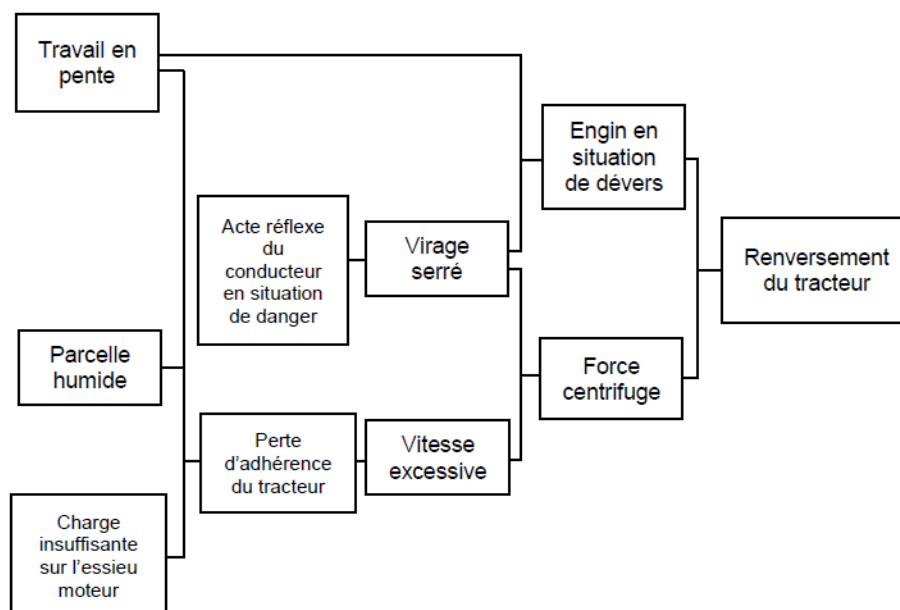 Travail en
pente
Engin en
situation
de dévers
Acte réflexe
du
conducteur
en situation
de danger
Virage
serré
Renversement
du tracteur
Parcelle
humide
Force
centrifuge
Perte
d'adhérence
du tracteur
Vitesse
excessive
Charge
insuffisante
sur l'essieu
moteur